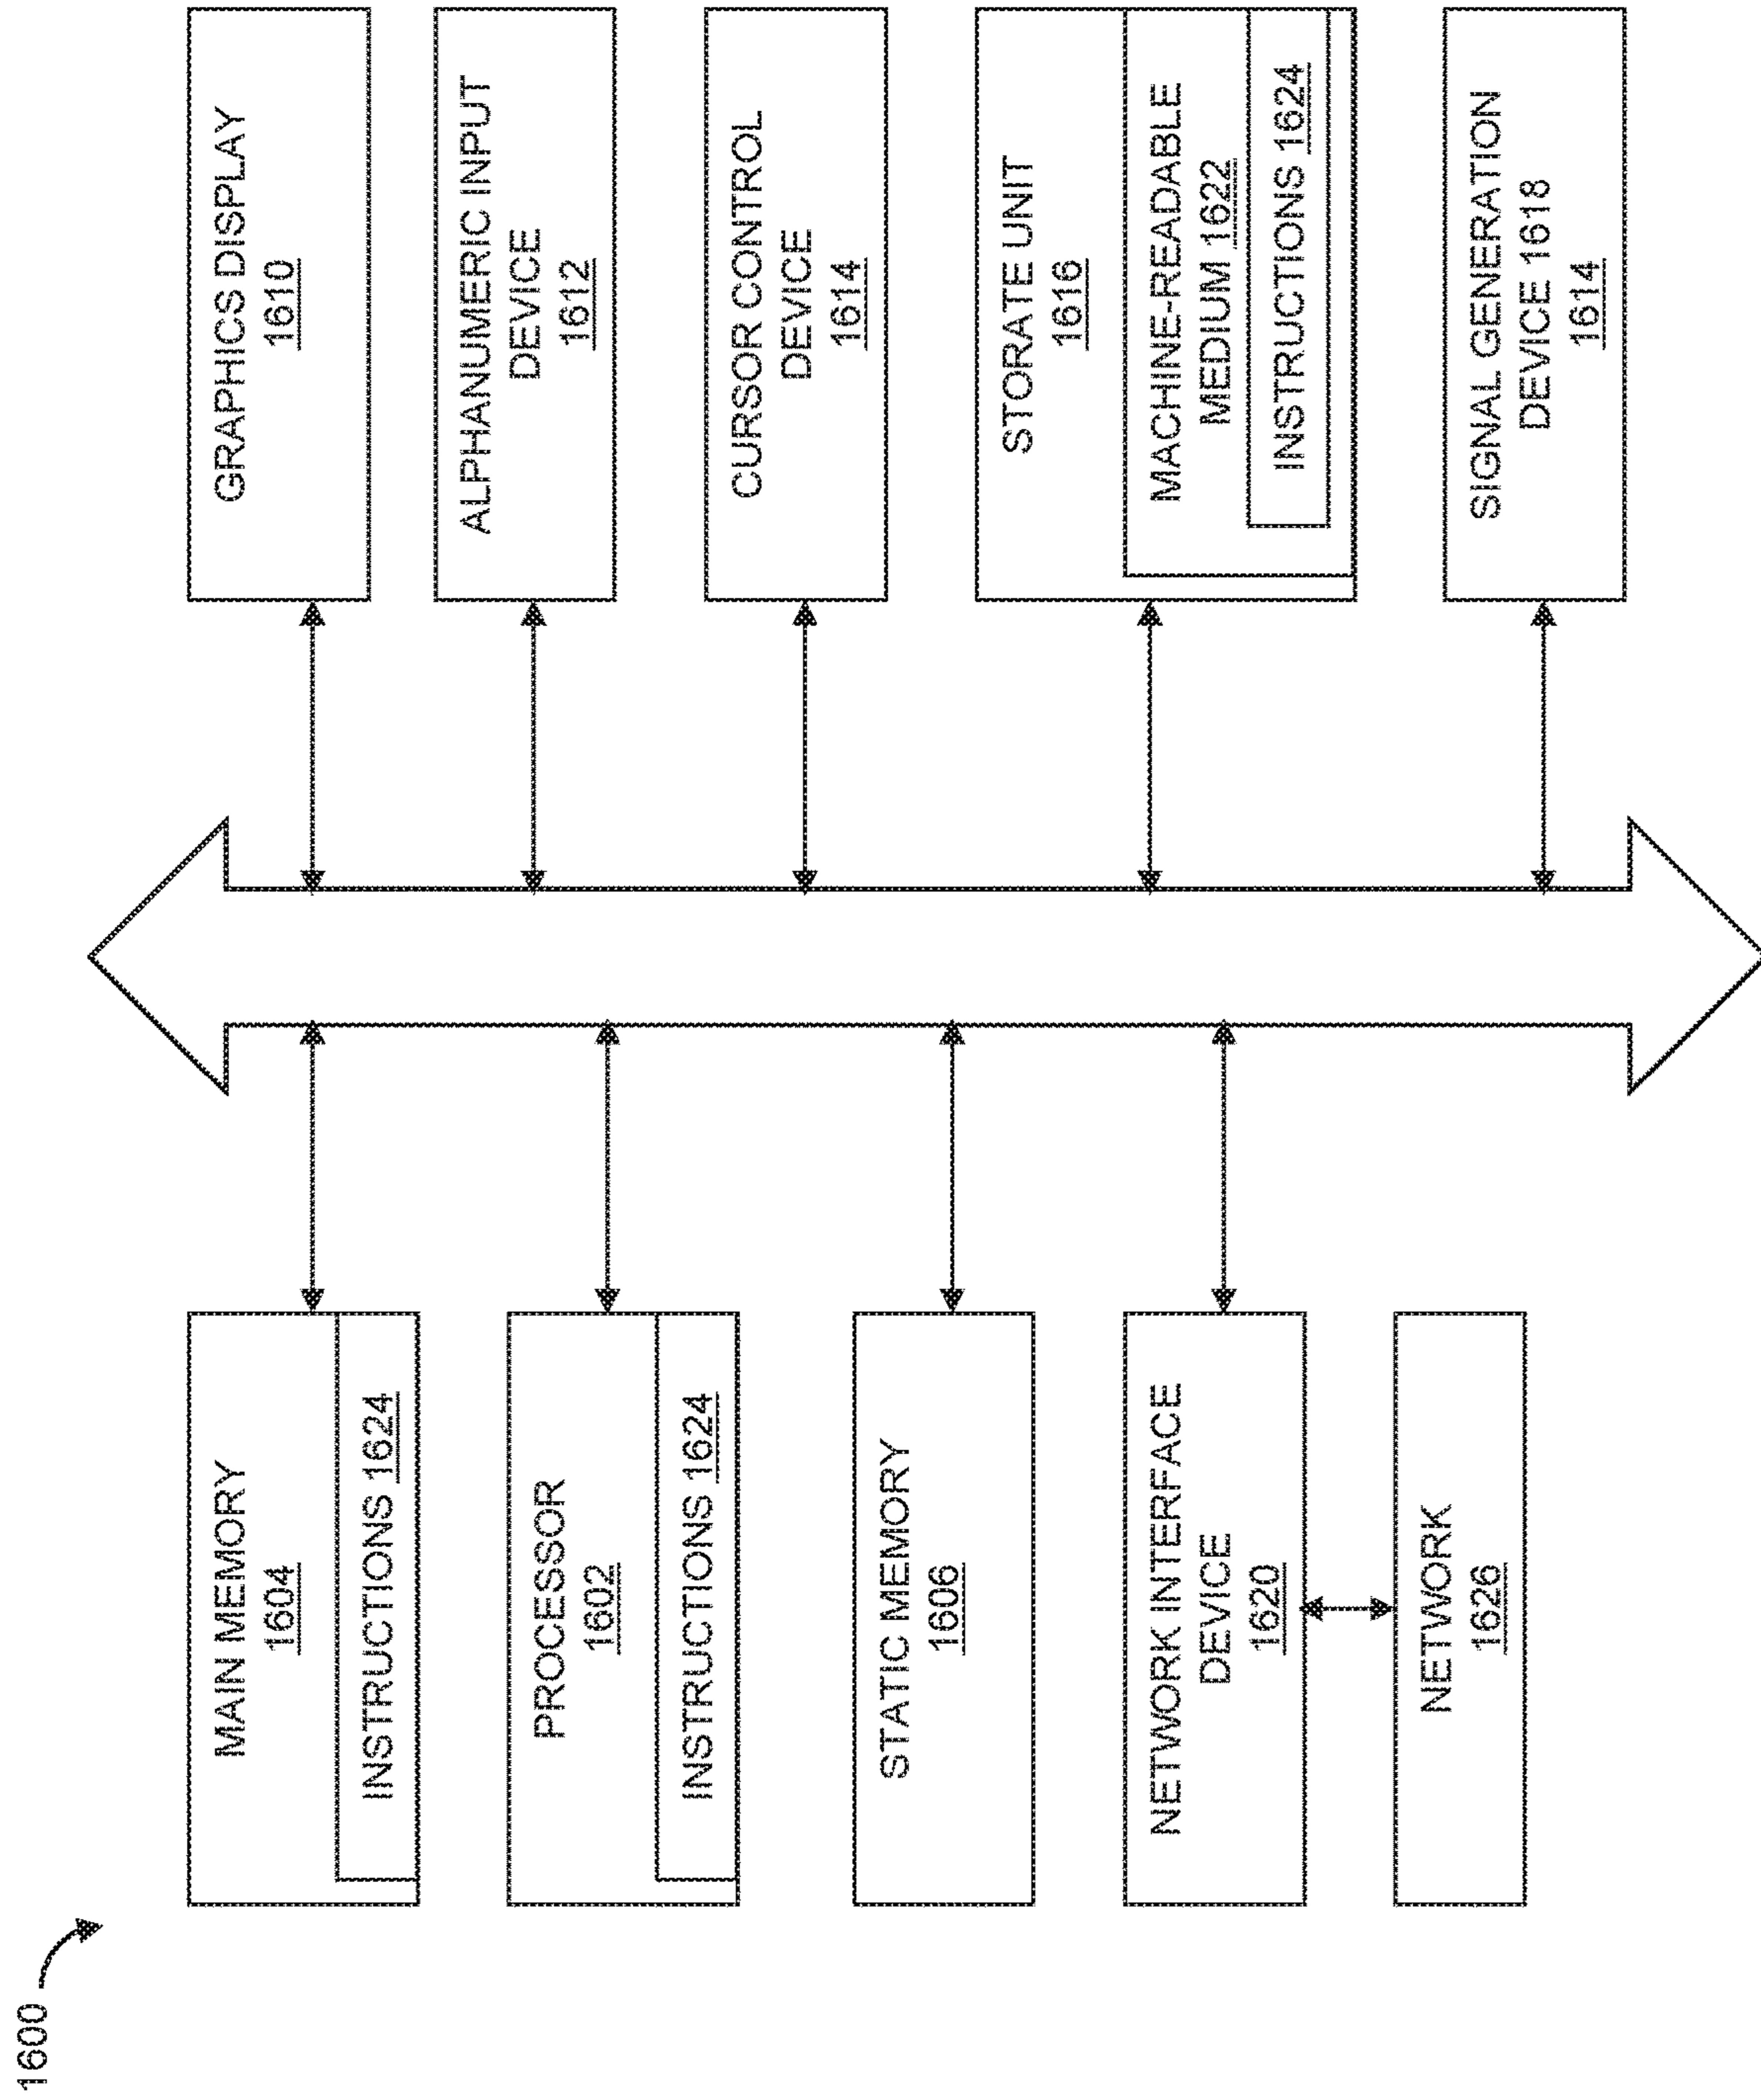 1600
MAIN MEMORY
1604
INSTRUCTIONS 1624
PROCESSOR
1602
INSTRUCTIONS 1624
STATIC MEMORY
1606
NETWORK INTERFACE
DEVICE
1620
NETWORK
1626
GRAPHICS DISPLAY
1610
ALPHANUMERIC INPUT
DEVICE
1612
CURSOR CONTROL
DEVICE
1614
STORATE UNIT
1616
MACHINE-READABLE
MEDIUM 1622
INSTRUCTIONS 1624
SIGNAL GENERATION
DEVICE 1618
1614